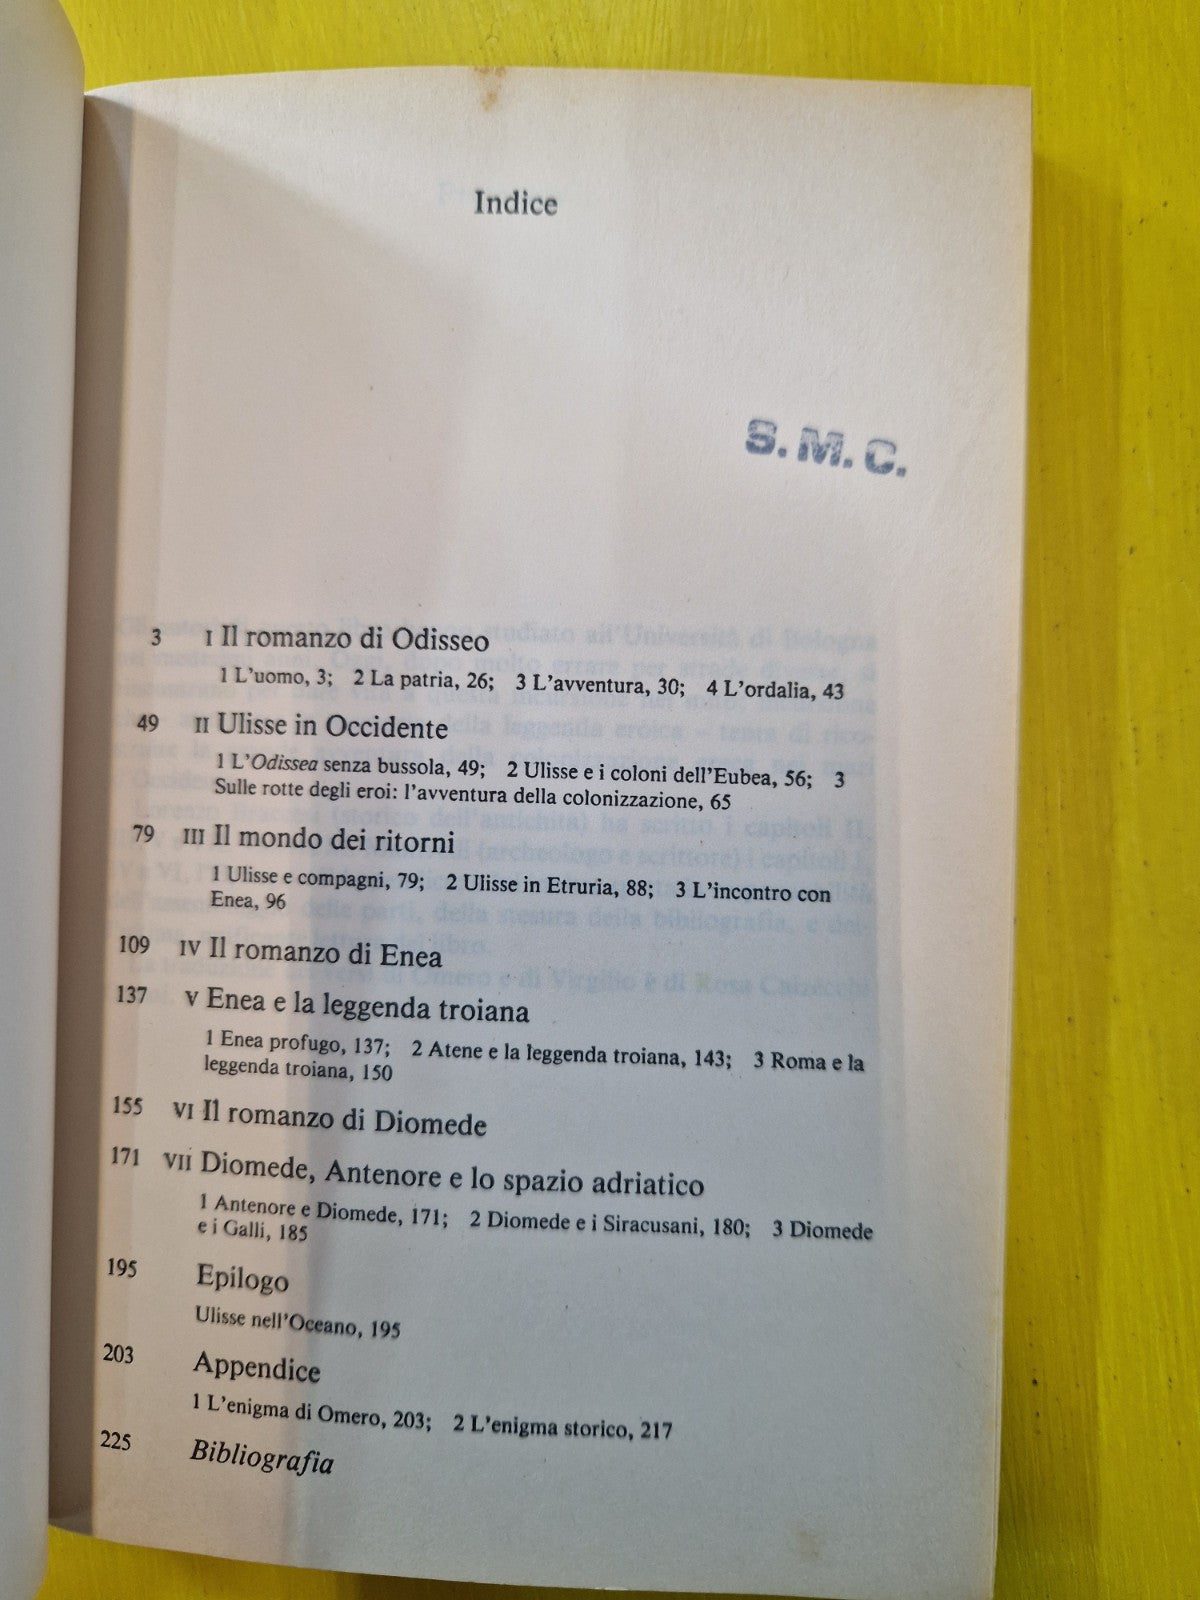 Indice
S. M. C.
3 I Il romanzo di Odisseo
1 L'uomo, 3; 2 La patria, 26; 3 L'avventura, 30; 4 L'ordalia, 43
49 II Ulisse in Occidente
1 L'Odissea senza bussola, 49; 2 Ulisse e i coloni dell'Eubea, 56; 3
Sulle rotte degli eroi: l'avventura della colonizzazione, 65
79 III Il mondo dei ritorni
1 Ulisse e compagni, 79; 2 Ulisse in Etruria, 88; 3 L'incontro con
Enea, 96
109 IV Il romanzo di Enea
137 V Enea e la leggenda troiana
1 Enea profugo, 137; 2 Atene e la leggenda troiana, 143; 3 Roma e la
leggenda troiana, 150
155 VI Il romanzo di Diomede
171 VII Diomede, Antenore e lo spazio adriatico
1 Antenore e Diomede, 171; 2 Diomede e i Siracusani, 180; 3 Diomede
e i Galli, 185
195 Epilogo
Ulisse nell'Oceano, 195
203 Appendice
1 L'enigma di Omero, 203; 2 L'enigma storico, 217
225 Bibliografia